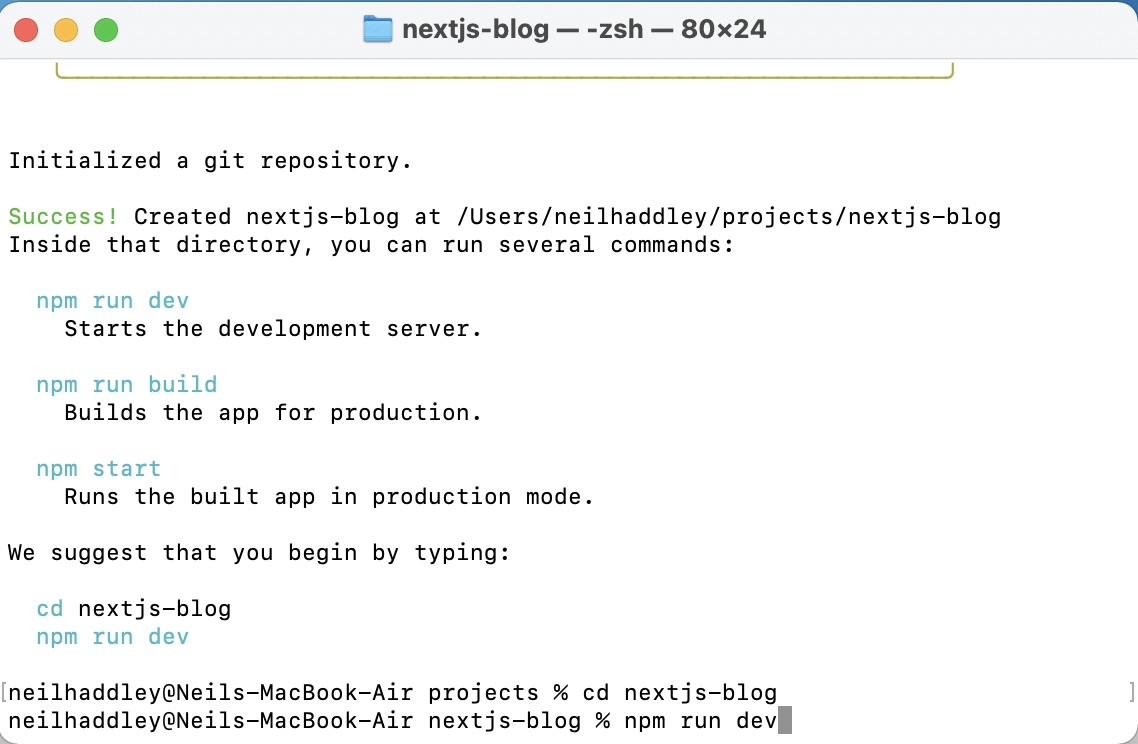 nextjs-blog — -zsh — 80×24
Initialized a git repository.
Success! Created nextjs-blog at /Users/neilhaddley/projects/nextjs-blog
Inside that directory, you can run several commands:
npm run dev
Starts the development server.
npm run build
Builds the app for production.
npm start
Runs the built app in production mode.
We suggest that you begin by typing:
cd nextjs-blog
npm run dev
[neilhaddley@Neils-MacBook-Air projects % cd nextjs-blog ]
neilhaddley@Neils-MacBook-Air nextjs-blog % npm run dev